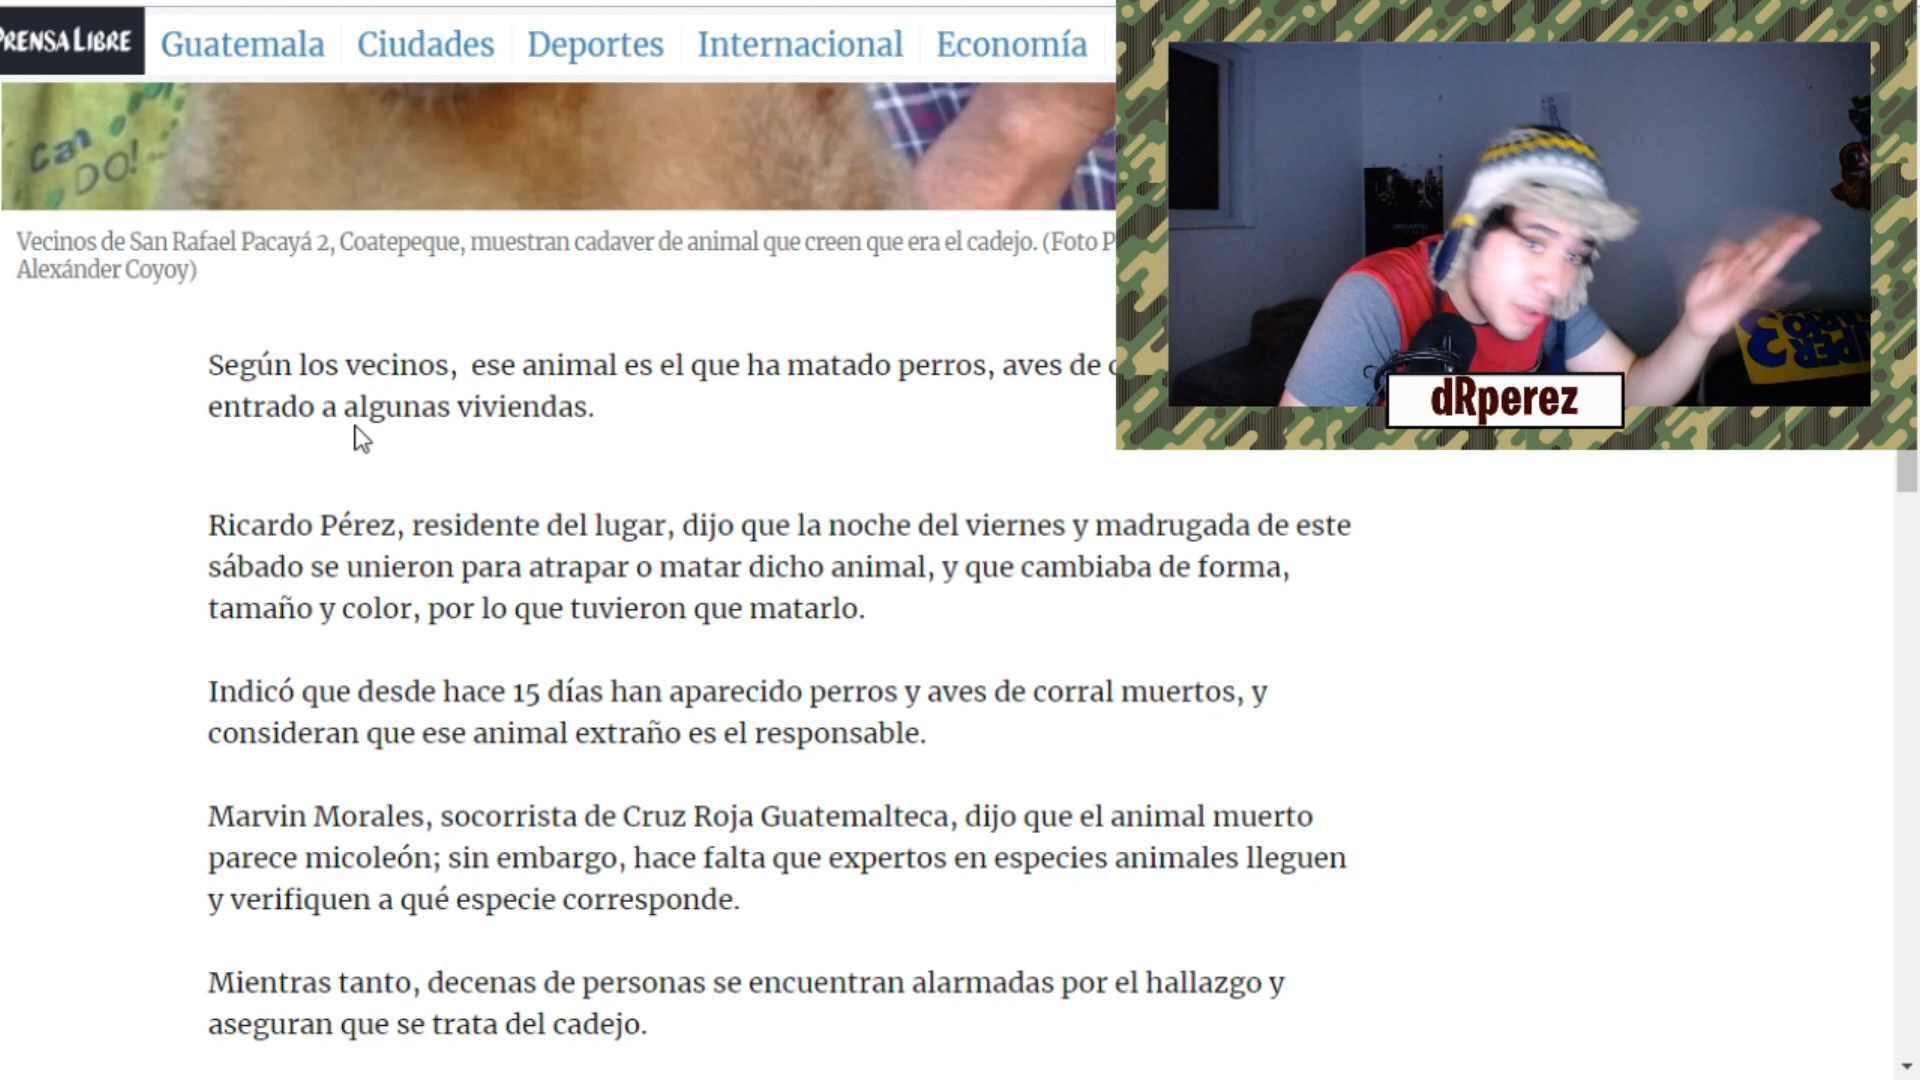 PRENSA LIBRE
Guatemala
Ciudades
Deportes
Internacional
Economía
Can
DO!
Vecinos de San Rafael Pacayá 2, Coatepeque, muestran cadaver de animal que creen que era el cadejo. (Foto P
Alexánder Coyoy)
Según los vecinos, ese animal es el que ha matado perros, aves de
entrado a algunas viviendas.
dRperez
Ricardo Pérez, residente del lugar, dijo que la noche del viernes y madrugada de este
sábado se unieron para atrapar o matar dicho animal, y que cambiaba de forma,
tamaño y color, por lo que tuvieron que matarlo.
Indicó que desde hace 15 días han aparecido perros y aves de corral muertos, y
consideran que ese animal extraño es el responsable.
Marvin Morales, socorrista de Cruz Roja Guatemalteca, dijo que el animal muerto
parece micoleón; sin embargo, hace falta que expertos en especies animales lleguen
y verifiquen a qué especie corresponde.
Mientras tanto, decenas de personas se encuentran alarmadas por el hallazgo y
aseguran que se trata del cadejo.